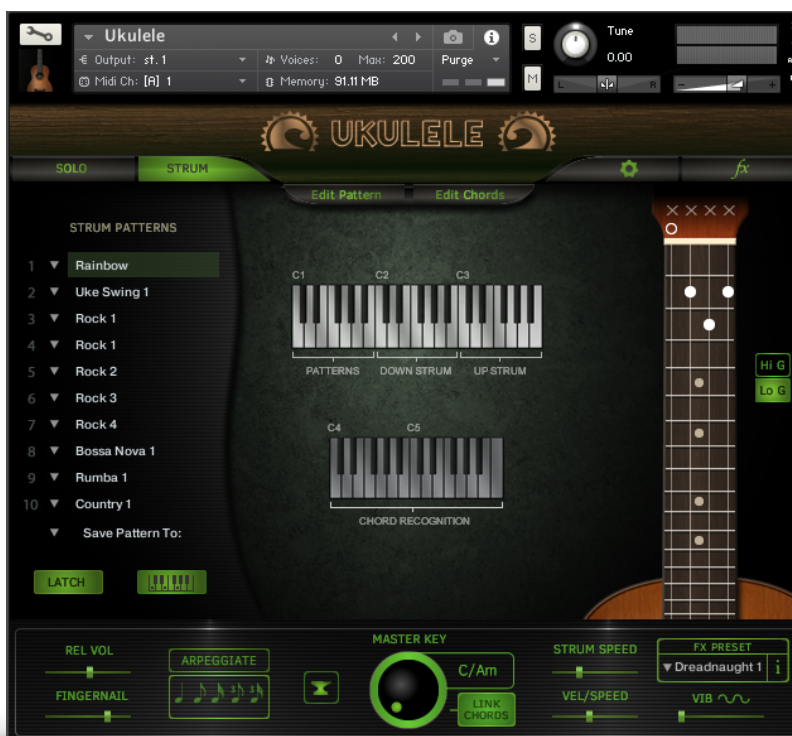 Ukulele
S
Tune
Output: st.1
Voices: 0 Max: 200 Purge
0.00
Midi Ch: [A] 1
Memory: 91.11 MB
M
L R
- +
UKULELE
SOLO STRUM fx
Edit Pattern Edit Chords
STRUM PATTERNS
1 Rainbow
2 Uke Swing 1
3 Rock 1
4 Rock 1
5 Rock 2
6 Rock 3
7 Rock 4
8 Bossa Nova 1
9 Rumba 1
10 Country 1
Save Pattern To:
LATCH
C1 C2 C3
PATTERNS DOWN STRUM UP STRUM
C4 C5
CHORD RECOGNITION
Hi G
Lo G
REL VOL
FINGERNAIL
ARPEGGIATE
MASTER KEY
C/Am
LINK CHORDS
STRUM SPEED
VEL/SPEED
FX PRESET
Dreadnaught 1 i
VIB